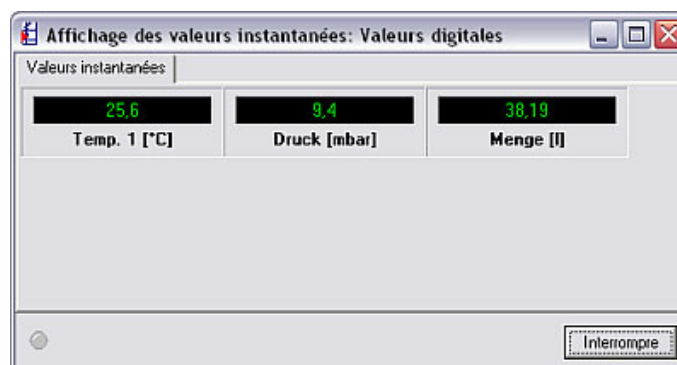 Affichage des valeurs instantanées: Valeurs digitales
Valeurs instantanées
25,6 9,4 38,19
Temp. 1 [°C] Druck [mbar] Menge [l]
Interrompre